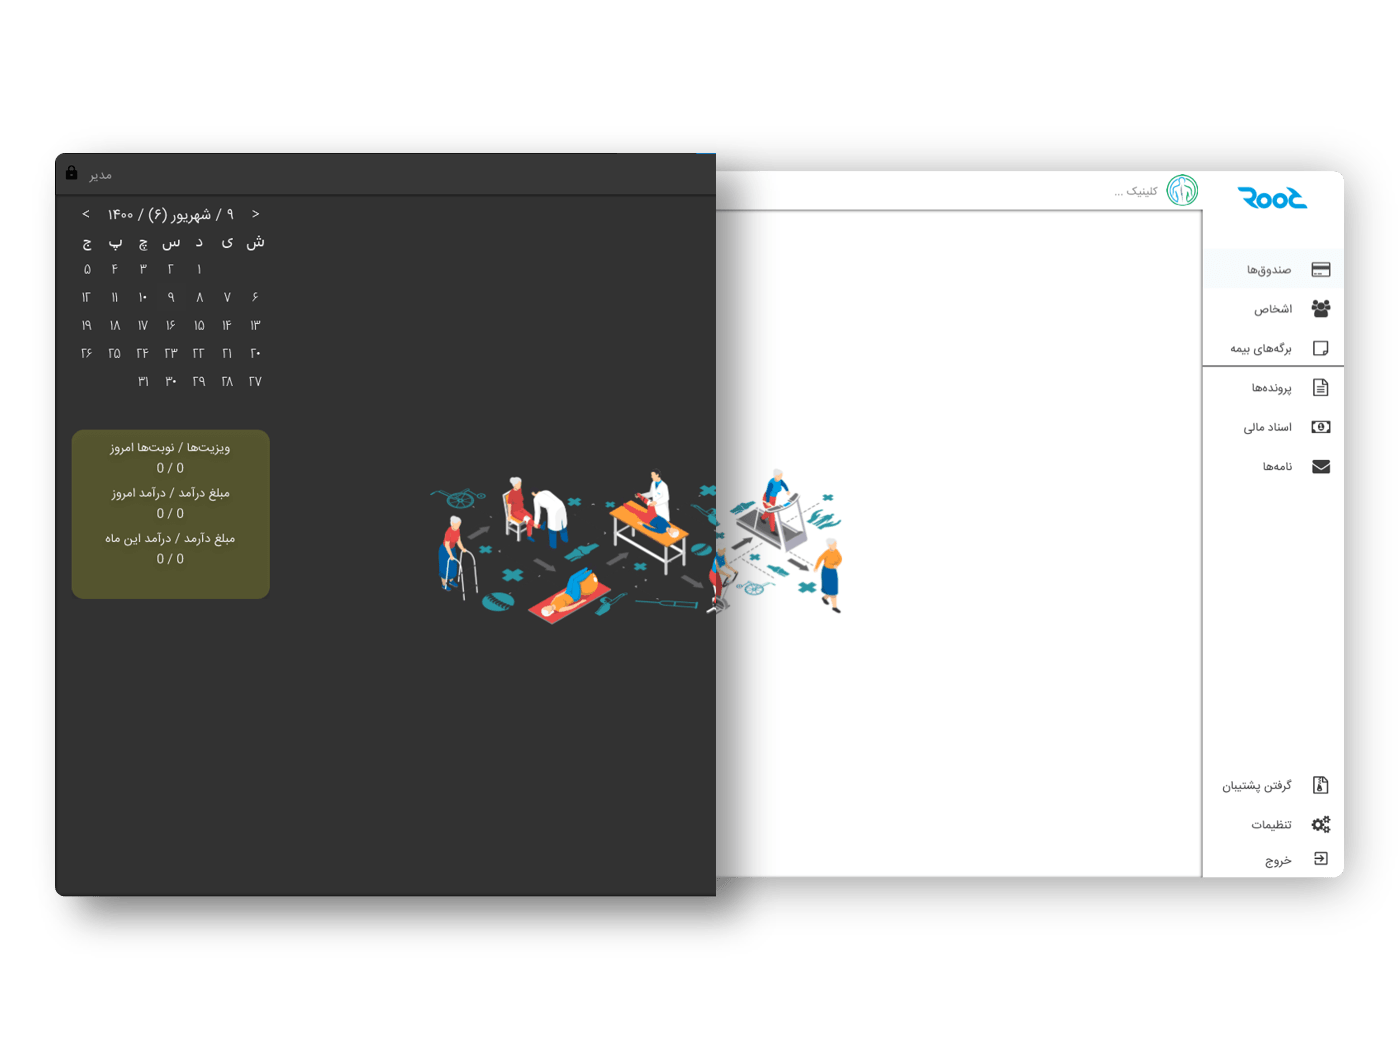 ROOT
کلینیک ...
مدیر
صندوق‌ها
اشخاص
برگه‌های بیمه
پرونده‌ها
اسناد مالی
نامه‌ها
گرفتن پشتیبان
تنظیمات
خروج
< ۹ / شهریور (۶) / ۱۴۰۰ >
ش ی د س چ پ ج
۱ ۲ ۳ ۴ ۵
۶ ۷ ۸ ۹ ۱۰ ۱۱ ۱۲
۱۳ ۱۴ ۱۵ ۱۶ ۱۷ ۱۸ ۱۹
۲۰ ۲۱ ۲۲ ۲۳ ۲۴ ۲۵ ۲۶
۲۷ ۲۸ ۲۹ ۳۰ ۳۱
ویزیت‌ها / نوبت‌ها امروز
0 / 0
مبلغ درآمد / درآمد امروز
0 / 0
مبلغ دآرمد / درآمد این ماه
0 / 0